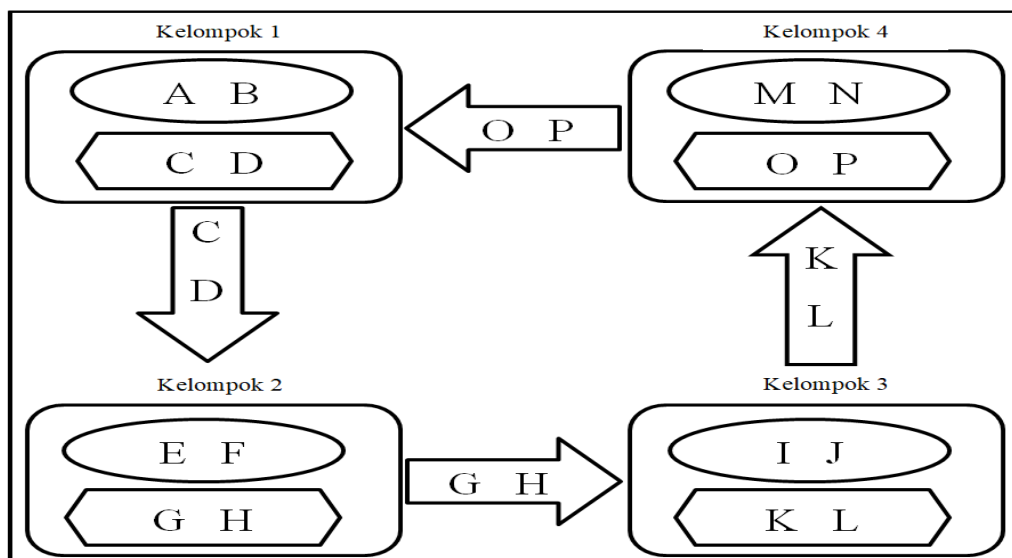 Kelompok 1
A B
C D
Kelompok 4
M N
O P
O P
C
D
K
L
Kelompok 2
E F
G H
G H
Kelompok 3
I J
K L